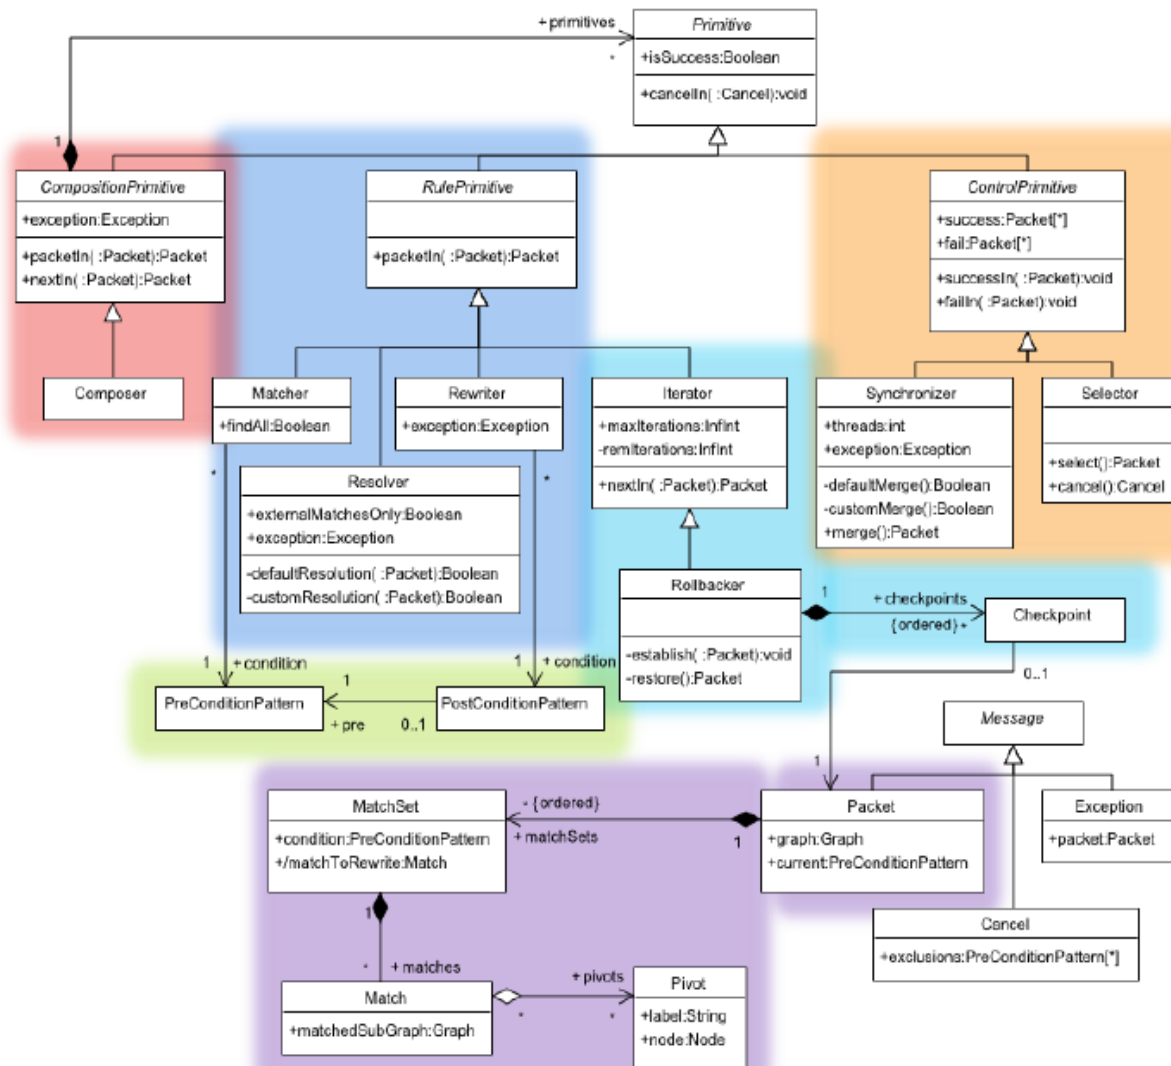 + primitives
*
Primitive
+isSuccess:Boolean
+cancelIn( :Cancel):void
1
CompositionPrimitive
+exception:Exception
+packetIn( :Packet):Packet
+nextIn( :Packet):Packet
RulePrimitive
+packetIn( :Packet):Packet
ControlPrimitive
+success:Packet[*]
+fail:Packet[*]
+successIn( :Packet):void
+failIn( :Packet):void
Composer
Matcher
+findAll:Boolean
*
Rewriter
+exception:Exception
*
Iterator
+maxIterations:InfInt
-remIterations:InfInt
+nextIn( :Packet):Packet
Synchronizer
+threads:int
+exception:Exception
-defaultMerge():Boolean
-customMerge():Boolean
+merge():Packet
Selector
+select():Packet
+cancel():Cancel
Resolver
+externalMatchesOnly:Boolean
+exception:Exception
-defaultResolution( :Packet):Boolean
-customResolution( :Packet):Boolean
Rollbacker
-establish( :Packet):void
-restore():Packet
1
+ checkpoints
{ordered} *
Checkpoint
0..1
1
1 + condition
1 + condition
PreConditionPattern
1
+ pre
0..1
PostConditionPattern
Message
MatchSet
+condition:PreConditionPattern
+/matchToRewrite:Match
* {ordered}
+ matchSets
1
Packet
+graph:Graph
+current:PreConditionPattern
Exception
+packet:Packet
Cancel
+exclusions:PreConditionPattern[*]
1
* + matches
Match
+matchedSubGraph:Graph
*
+ pivots
*
Pivot
+label:String
+node:Node